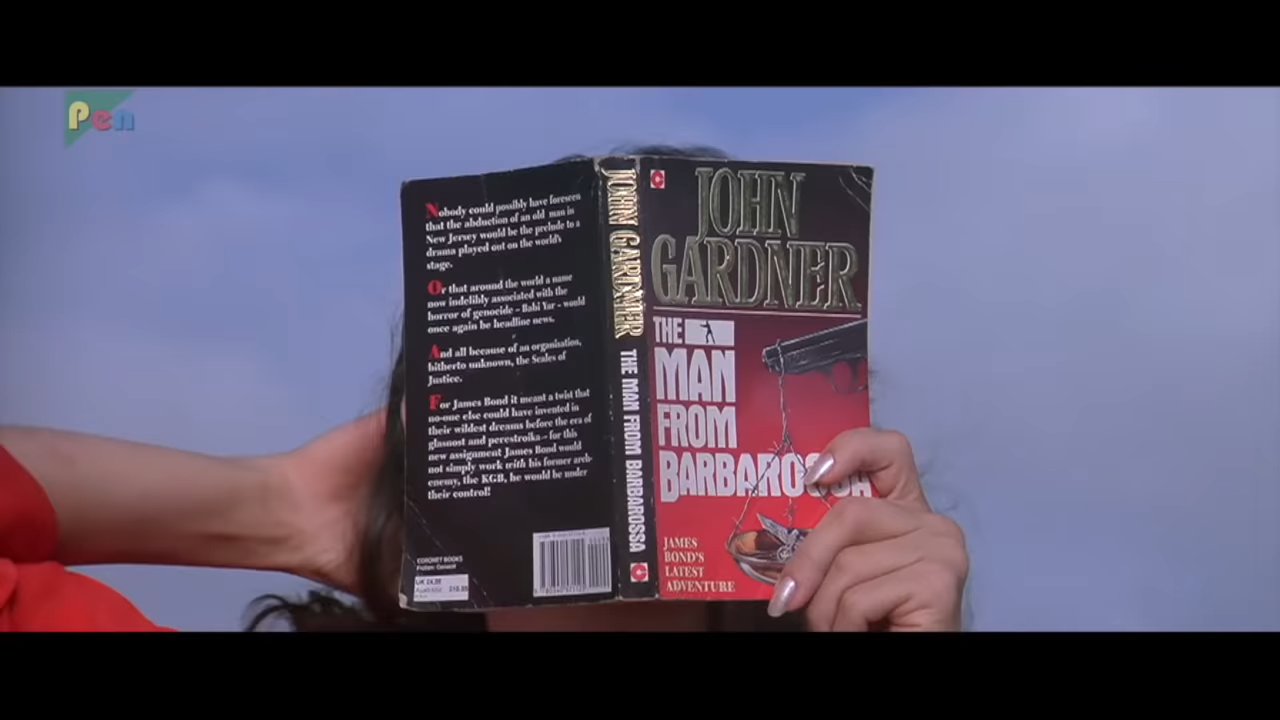 Pen
Nobody could possibly have foreseen
that the abduction of an old man in
New Jersey would be the prelude to a
drama played out on the world's
stage.
Or that around the world a name
now indelibly associated with the
horror of genocide – Babi Yar – would
once again be headline news.
And all because of an organisation,
hitherto unknown, the Scales of
Justice.
For James Bond it meant a twist that
no-one else could have invented in
their wildest dreams before the era of
glasnost and perestroika – for this
new assignment James Bond would
not simply work with his former arch-
enemy, the KGB, he would be under
their control!
CORONET BOOKS
Fiction: General
JOHN GARDNER THE MAN FROM BARBAROSSA
JOHN
GARDNER
THE
MAN
FROM
BARBAROSSA
JAMES
BOND'S
LATEST
ADVENTURE